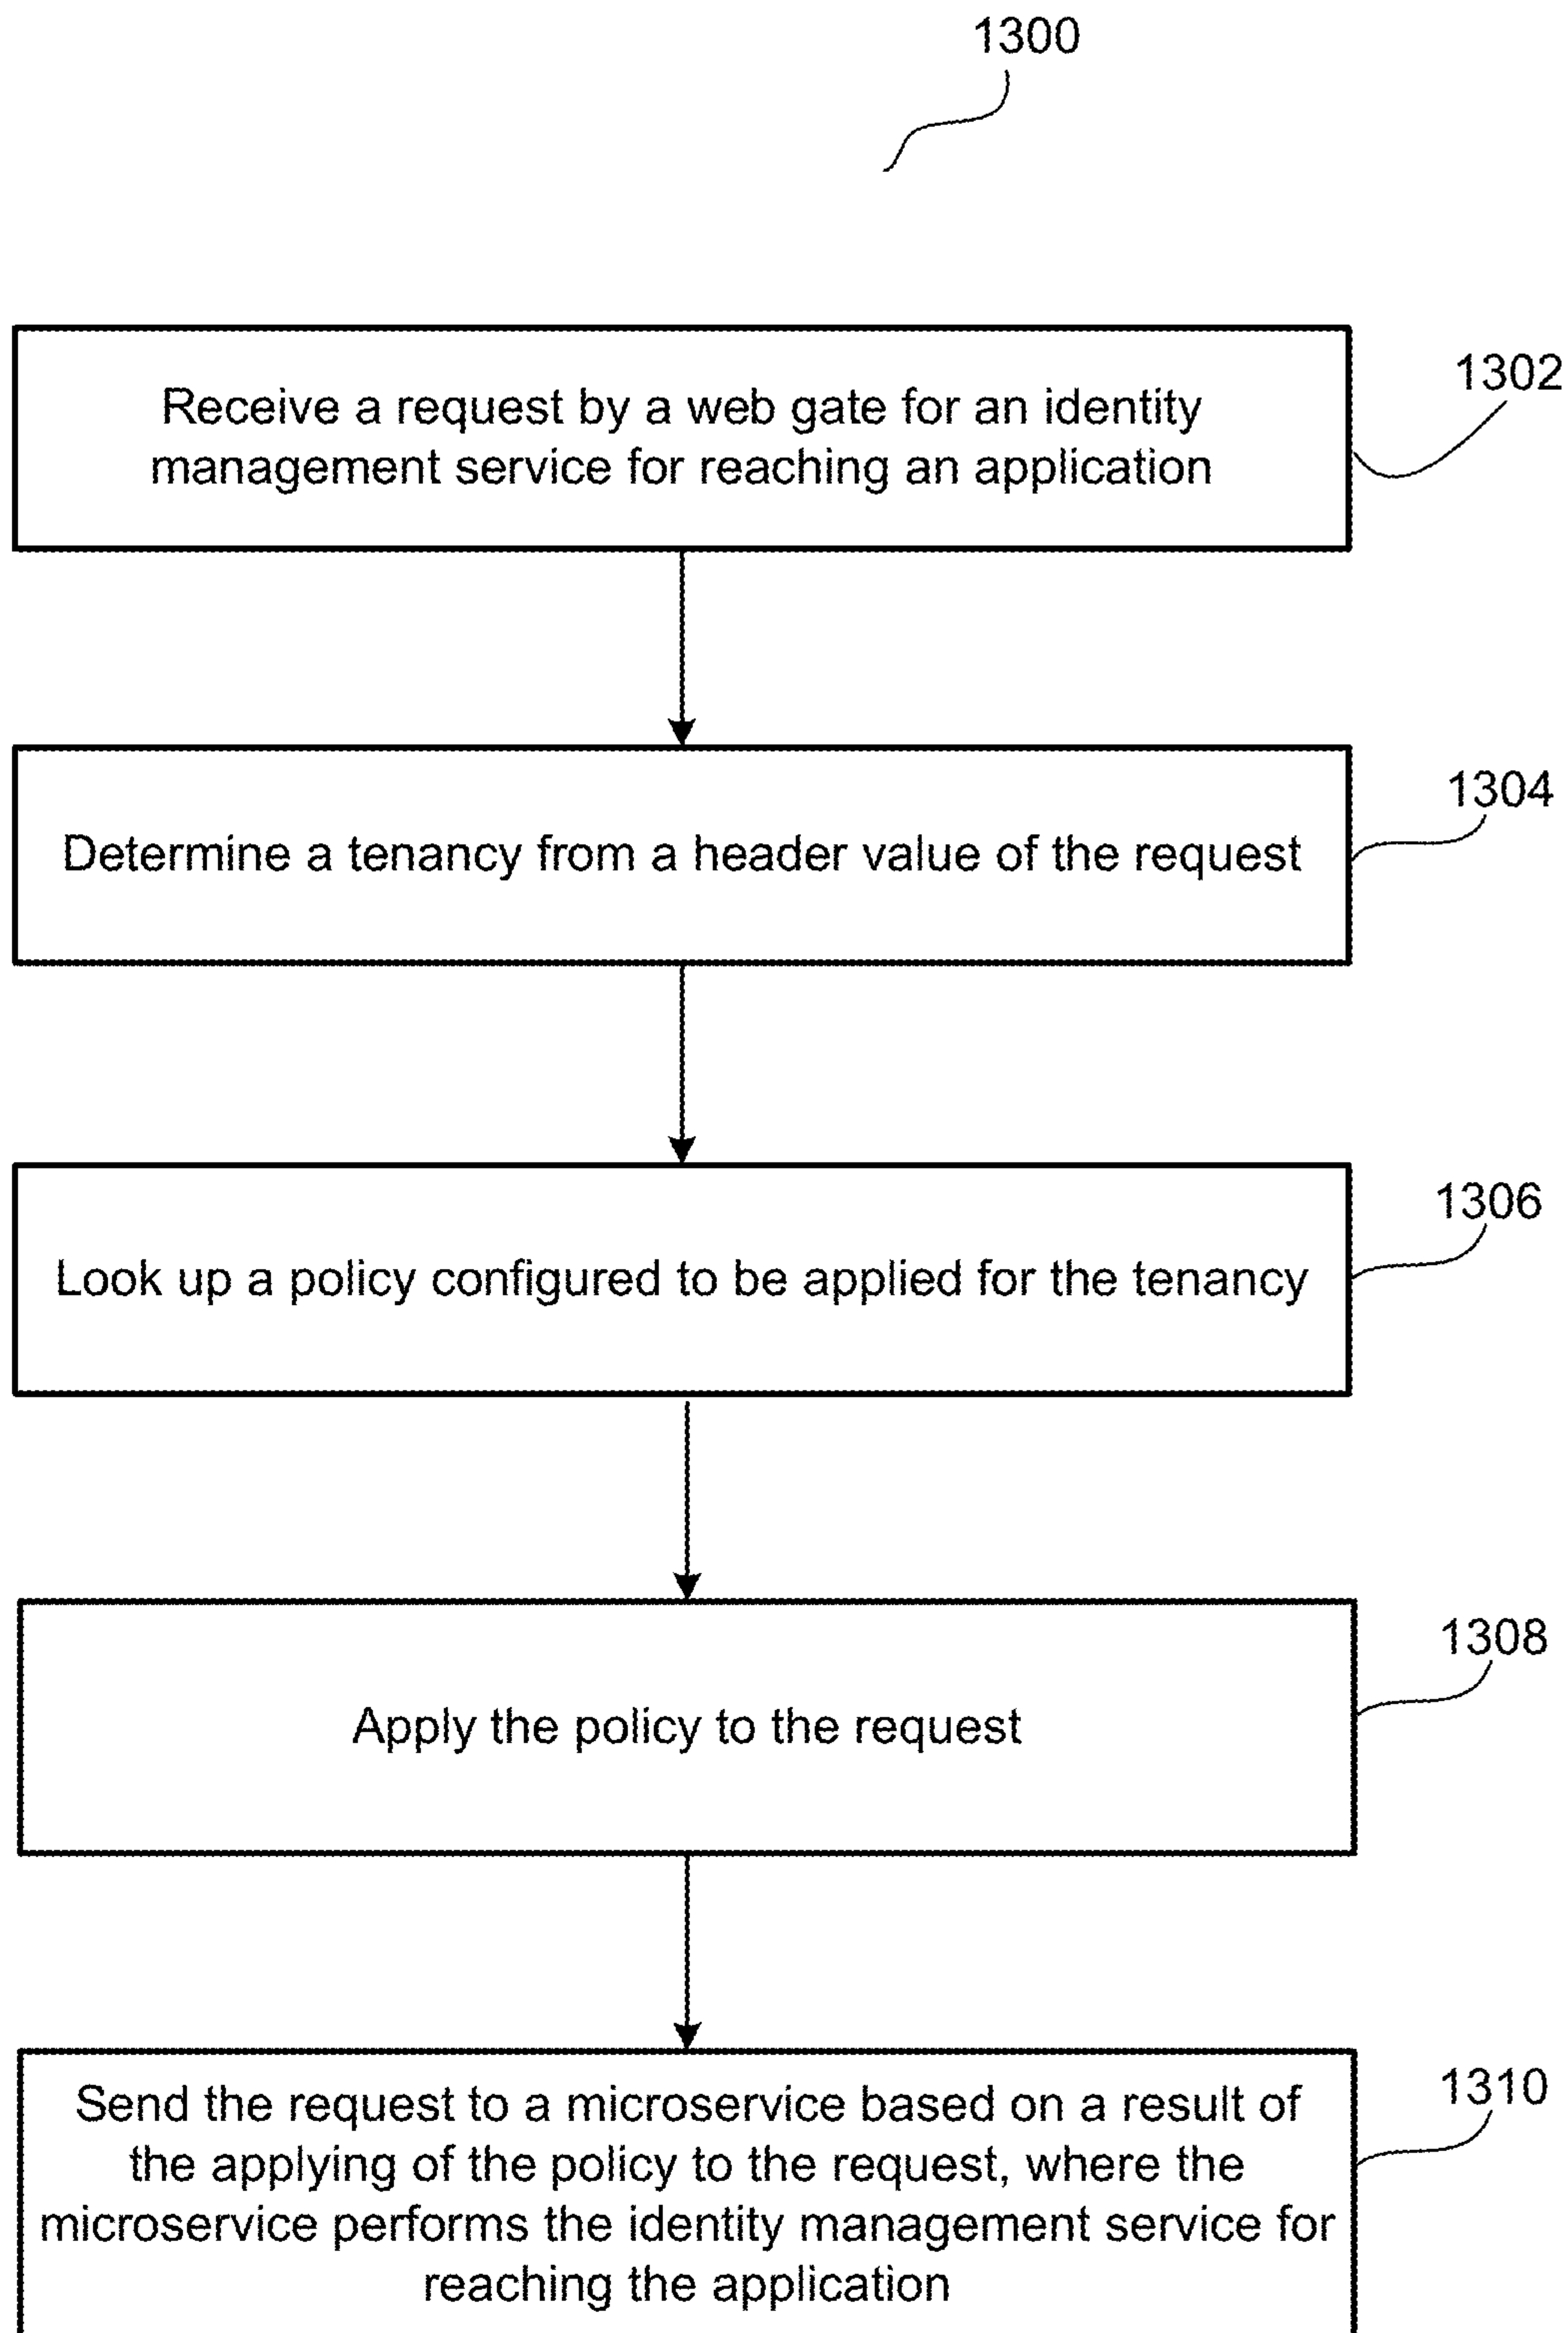 1300
Receive a request by a web gate for an identity
management service for reaching an application
1302
Determine a tenancy from a header value of the request
1304
Look up a policy configured to be applied for the tenancy
1306
Apply the policy to the request
1308
Send the request to a microservice based on a result of
the applying of the policy to the request, where the
microservice performs the identity management service for
reaching the application
1310